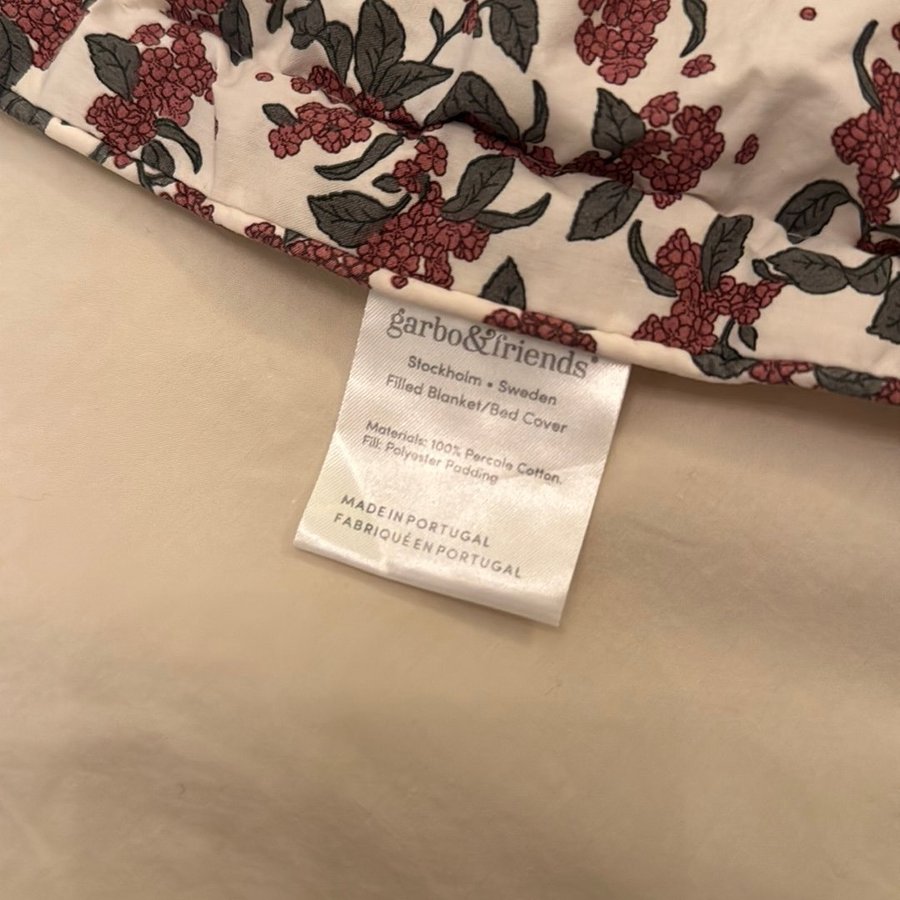 garbo&friends®
Stockholm • Sweden
Filled Blanket/Bed Cover
Materials: 100% Percale Cotton.
Fill: Polyester Padding
MADE IN PORTUGAL
FABRIQUÉ EN PORTUGAL